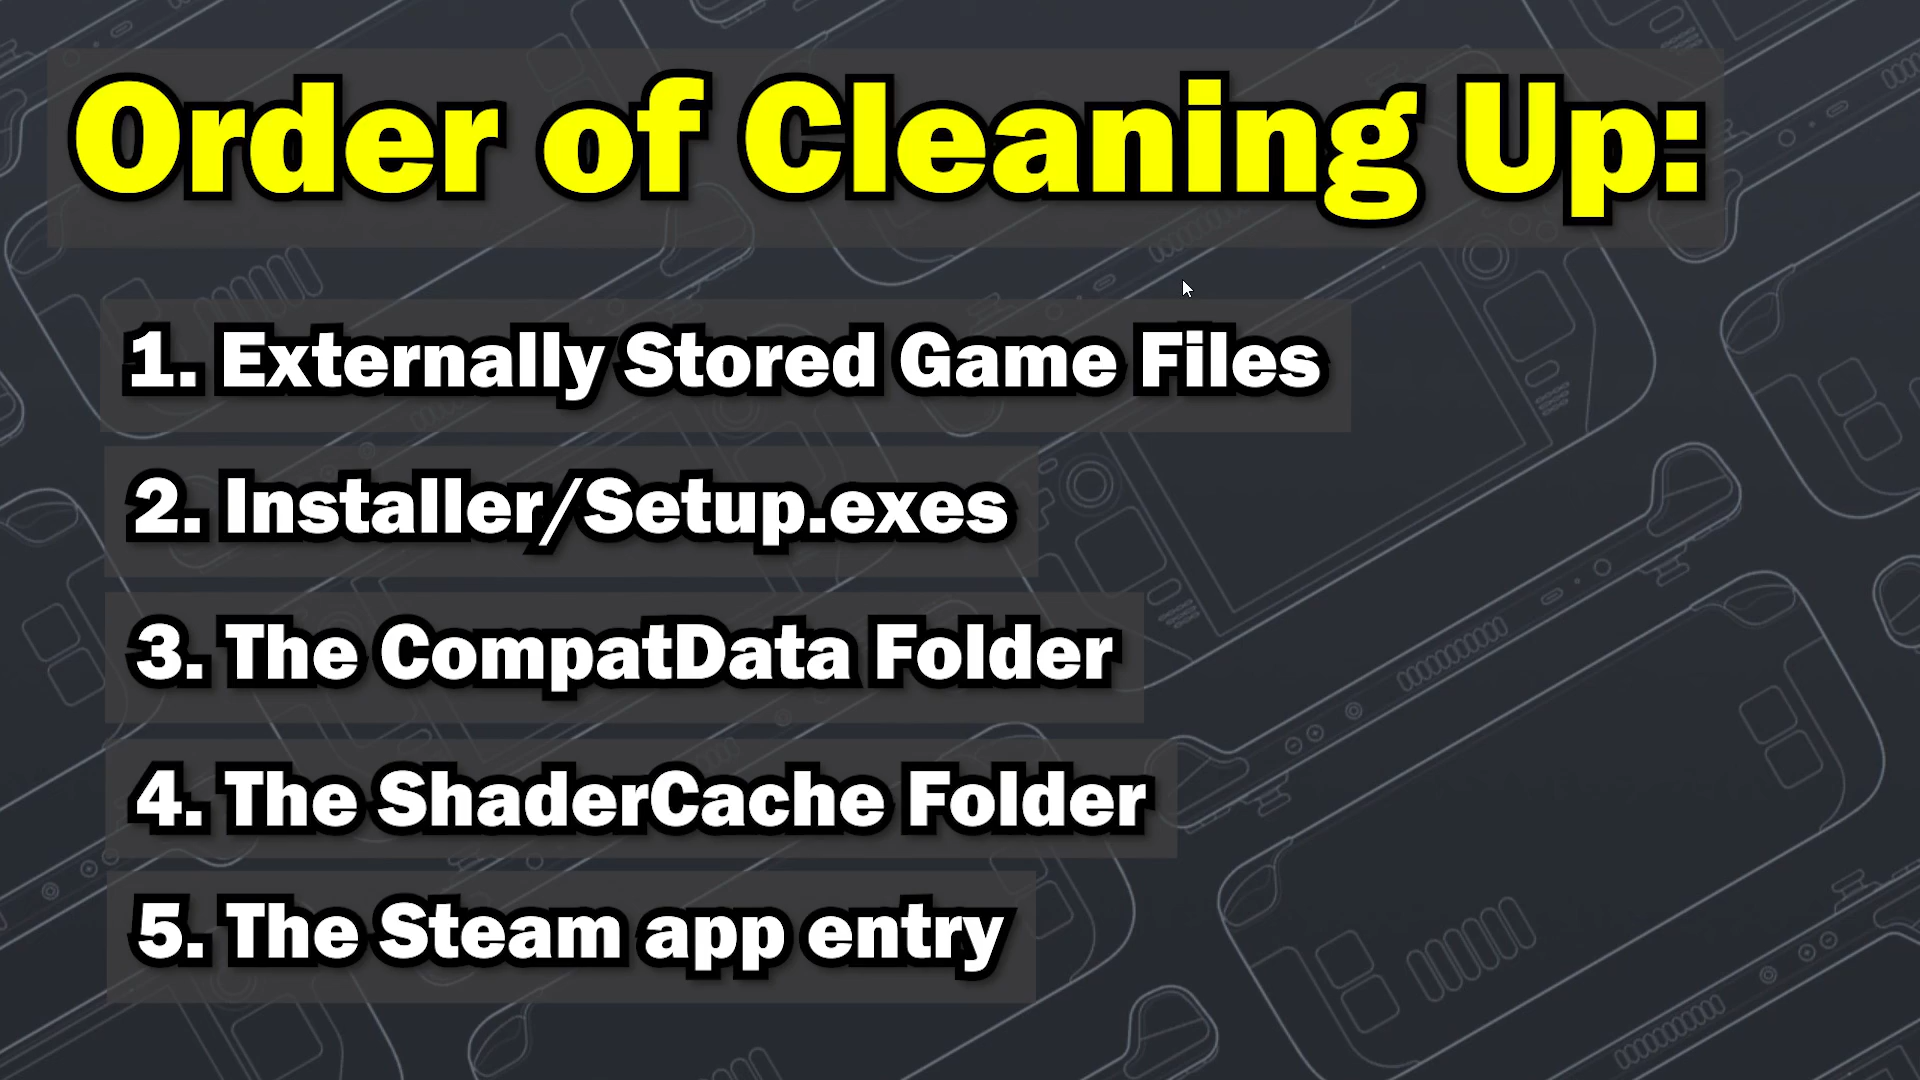 Order of Cleaning Up:
1. Externally Stored Game Files
2. Installer/Setup.exes
3. The CompatData Folder
4. The ShaderCache Folder
5. The Steam app entry